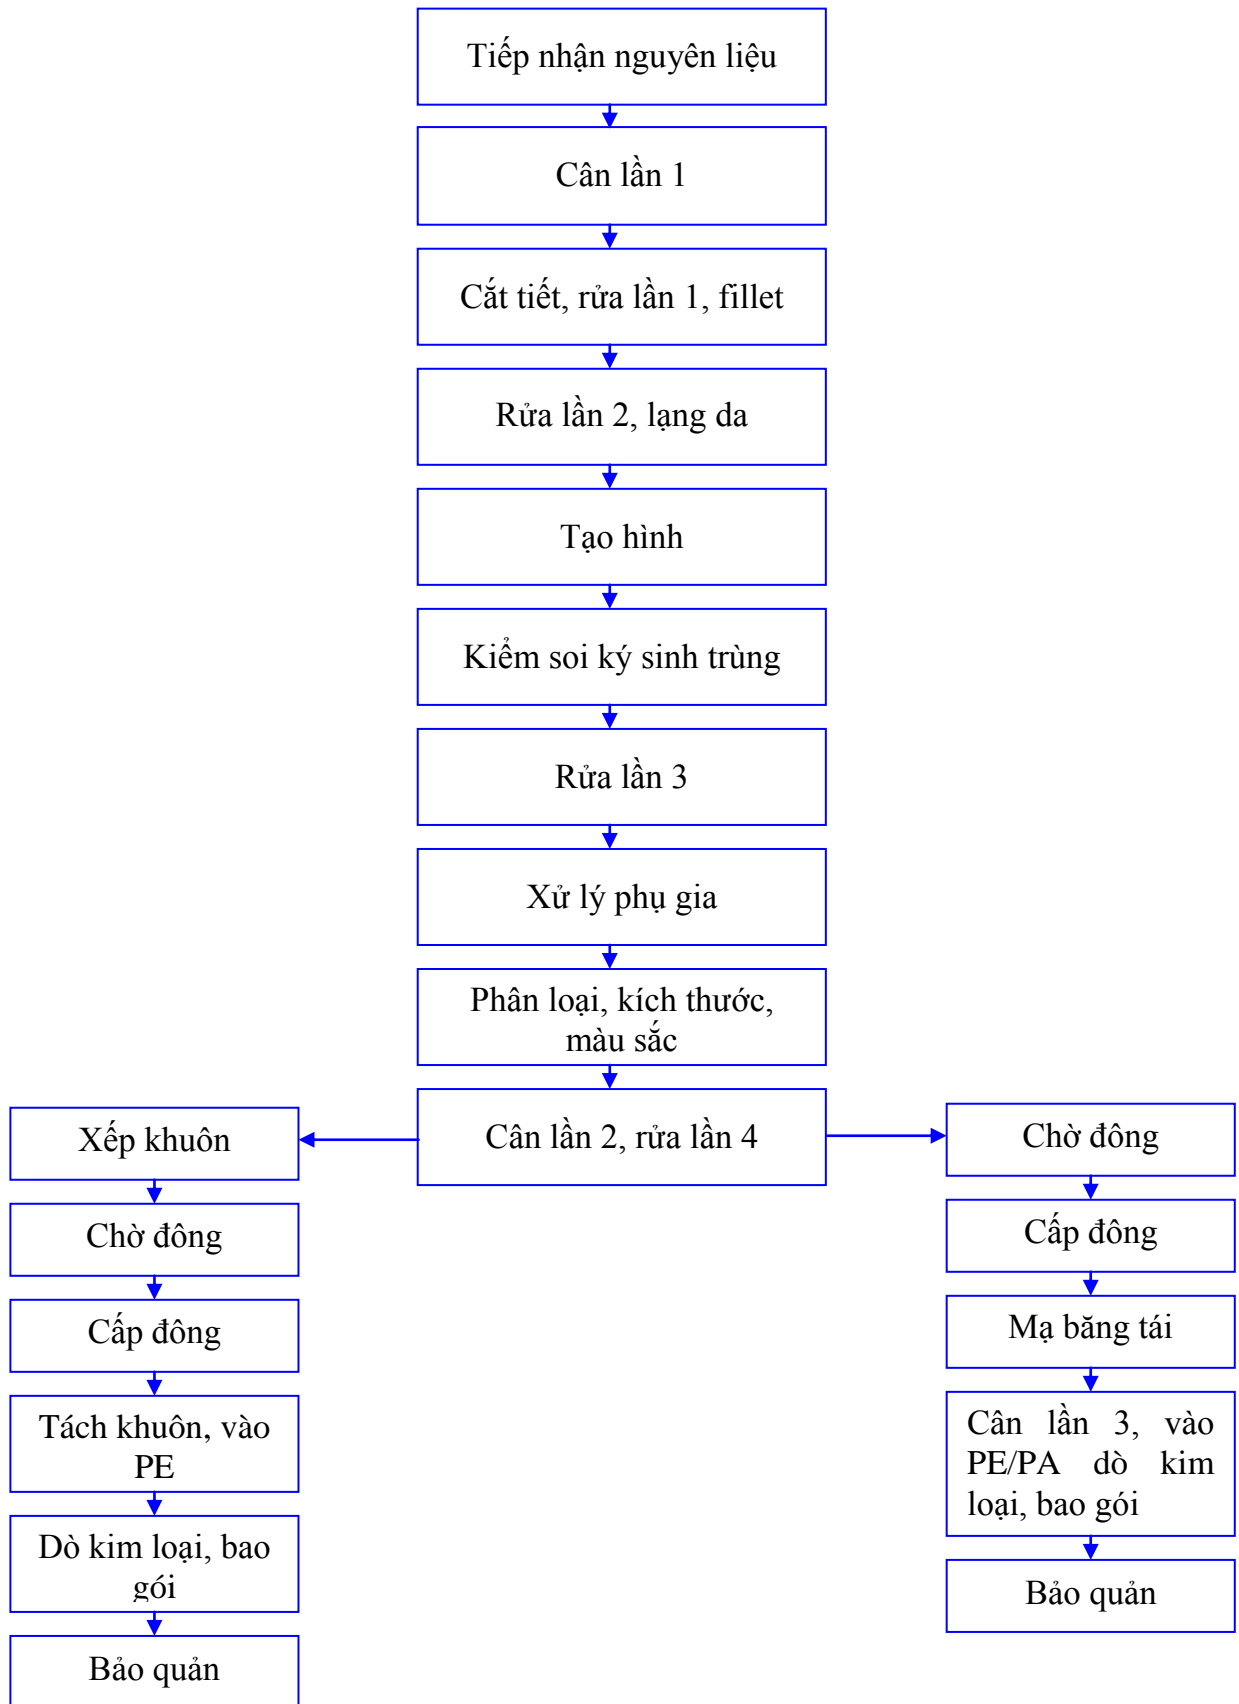 Tiếp nhận nguyên liệu
Cân lần 1
Cắt tiết, rửa lần 1, fillet
Rửa lần 2, lạng da
Tạo hình
Kiểm soi ký sinh trùng
Rửa lần 3
Xử lý phụ gia
Phân loại, kích thước,
màu sắc
Cân lần 2, rửa lần 4
Xếp khuôn
Chờ đông
Cấp đông
Tách khuôn, vào
PE
Dò kim loại, bao
gói
Bảo quản
Chờ đông
Cấp đông
Mạ băng tái
Cân lần 3, vào
PE/PA dò kim
loại, bao gói
Bảo quản